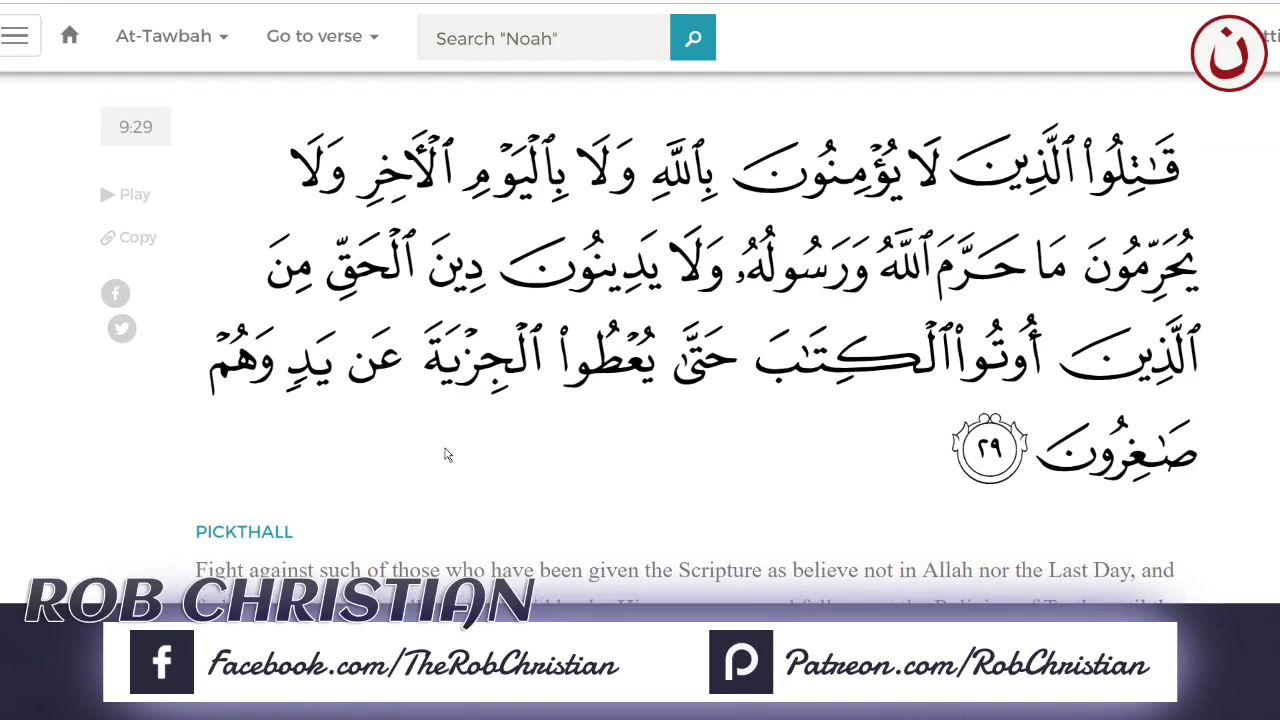 At-Tawbah
Go to verse
Search "Noah"
ن
9:29
Play
Copy
قَـٰتِلُوا۟ ٱلَّذِينَ لَا يُؤْمِنُونَ بِٱللَّهِ وَلَا بِٱلْيَوْمِ ٱلْـَٔاخِرِ وَلَا
يُحَرِّمُونَ مَا حَرَّمَ ٱللَّهُ وَرَسُولُهُۥ وَلَا يَدِينُونَ دِينَ ٱلْحَقِّ مِنَ
ٱلَّذِينَ أُوتُوا۟ ٱلْكِتَـٰبَ حَتَّىٰ يُعْطُوا۟ ٱلْجِزْيَةَ عَن يَدٍ وَهُمْ
صَـٰغِرُونَ ٢٩
PICKTHALL
Fight against such of those who have been given the Scripture as believe not in Allah nor the Last Day, and
ROB CHRISTIAN
Facebook.com/TheRobChristian
Patreon.com/RobChristian